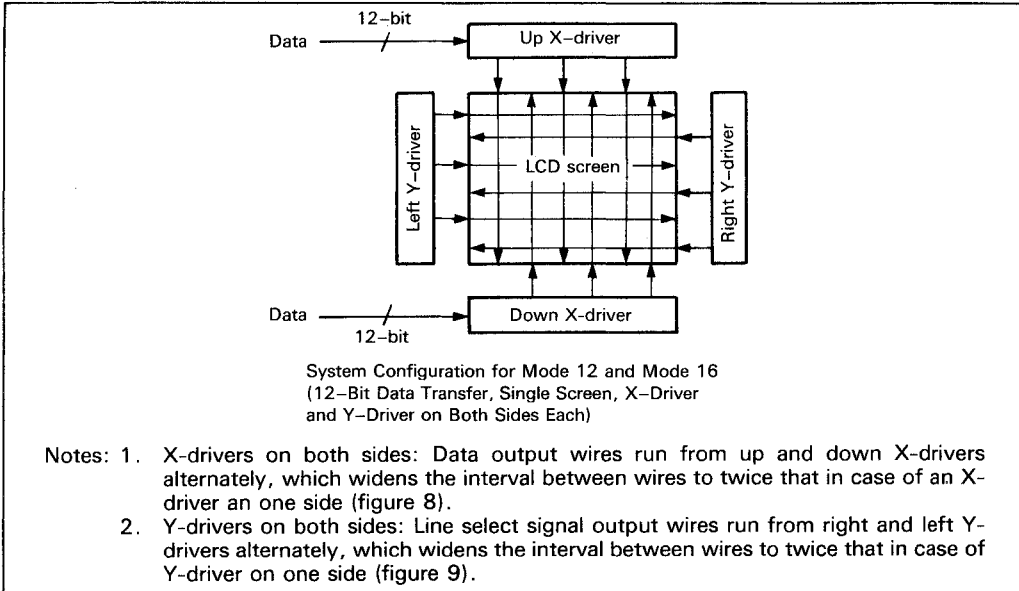 12-bit
Data
Up X-driver
Left Y-driver
LCD screen
Right Y-driver
Data
12-bit
Down X-driver
System Configuration for Mode 12 and Mode 16
(12-Bit Data Transfer, Single Screen, X-Driver
and Y-Driver on Both Sides Each)
Notes: 1. X-drivers on both sides: Data output wires run from up and down X-drivers
alternately, which widens the interval between wires to twice that in case of an X-
driver an one side (figure 8).
2. Y-drivers on both sides: Line select signal output wires run from right and left Y-
drivers alternately, which widens the interval between wires to twice that in case of
Y-driver on one side (figure 9).